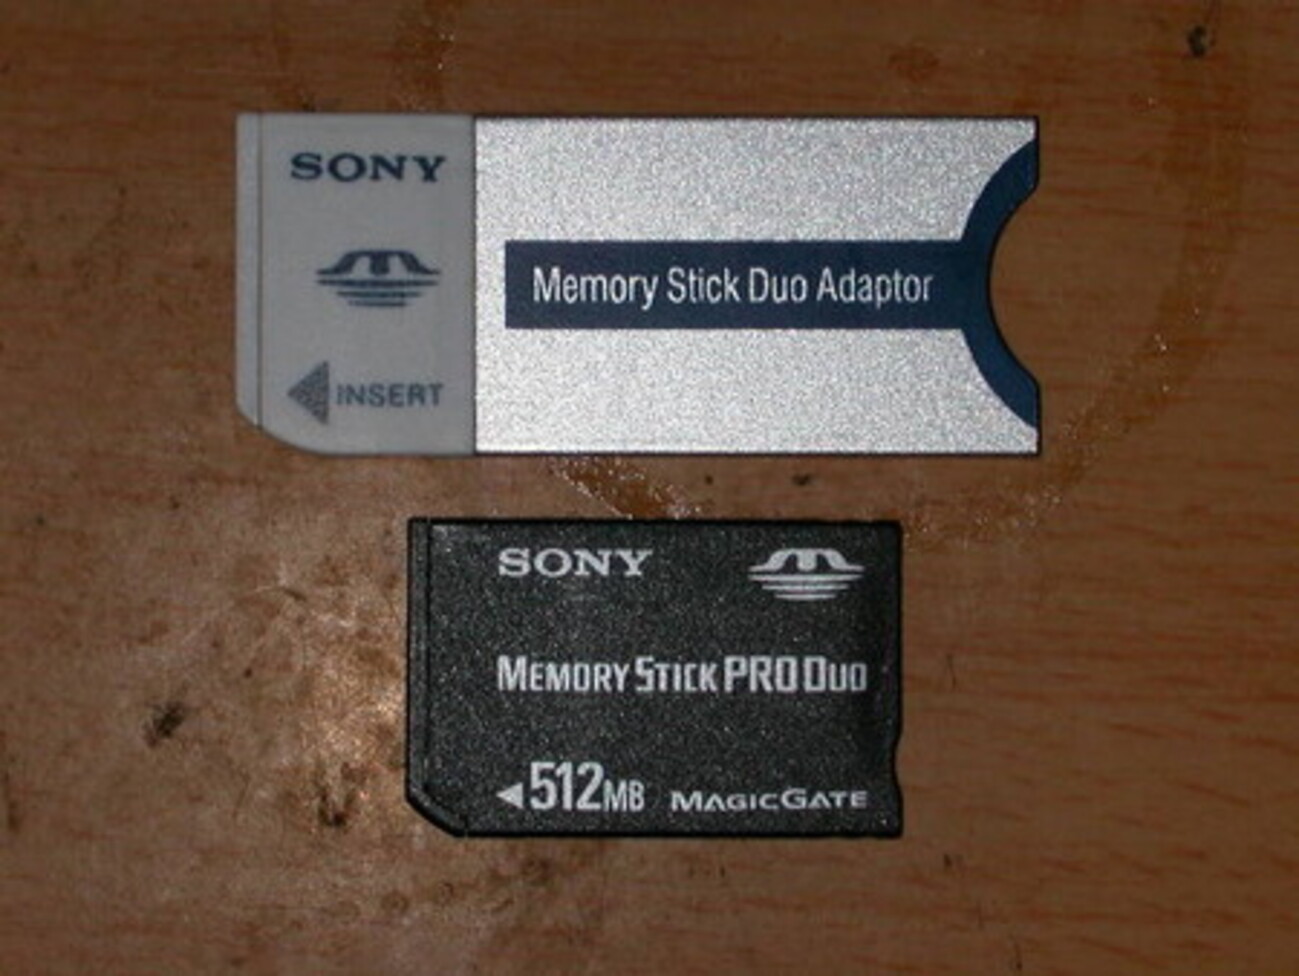 SONY
INSERT
Memory Stick Duo Adaptor
SONY
MEMORY STICK PRO DUO
512MB MAGICGATE